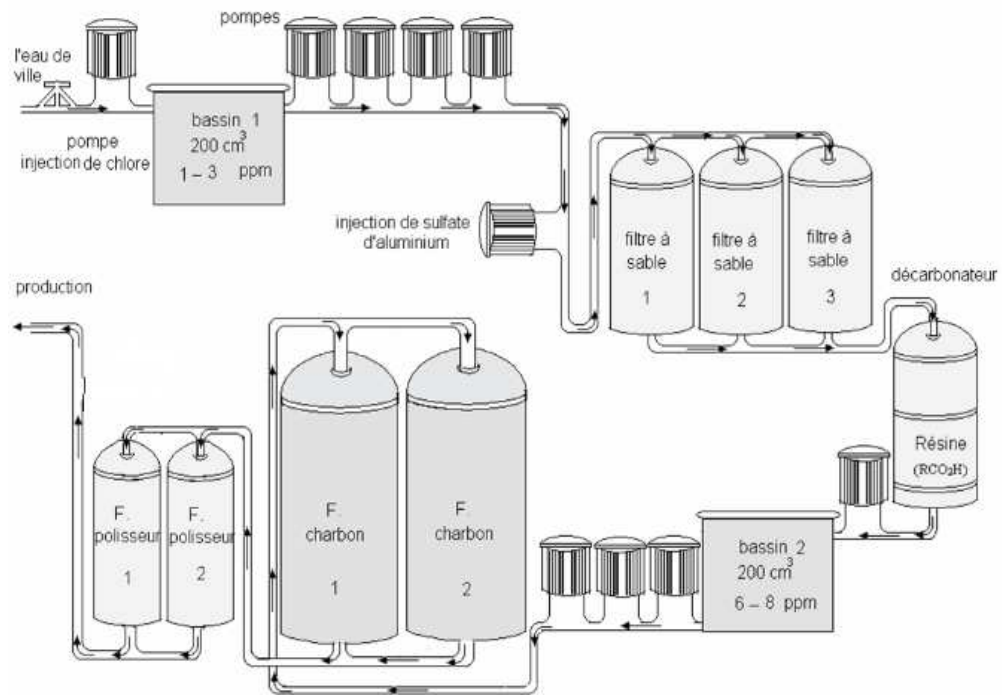 pompes
l'eau de
ville
pompe
injection de chlore
bassin 1
200 cm³
1 – 3 ppm
injection de sulfate
d'aluminium
filtre à
sable
1
filtre à
sable
2
filtre à
sable
3
décarbonateur
Résine
(RCO₂H)
bassin 2
200 cm³
6 – 8 ppm
F.
charbon
1
F.
charbon
2
F.
polisseur
1
F.
polisseur
2
production